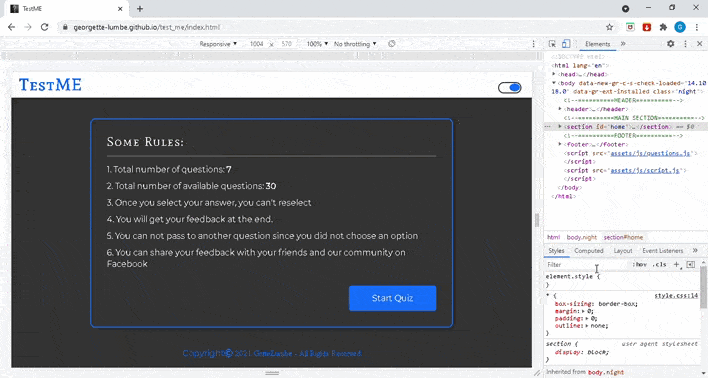 TestME
georgette-lumbe.github.io/test_me/index.html
Responsive 1004 × 570 100% No throttling
Elements
TestME
Some Rules:
1. Total number of questions: 7
2. Total number of available questions: 30
3. Once you select your answer, you can't reselect
4. You will get your feedback at the end.
5. You can not pass to another question since you did not choose an option
6. You can share your feedback with your friends and our community on
Facebook
Start Quiz
2021 GeoLumbe - All Rights Reserved
<!DOCTYPE html>
<html lang="en">
<head>…</head>
<body data-new-gr-c-s-check-loaded="14.10
18.0" data-gr-ext-installed class="night">
<!--==========HEADER==========-->
<header>…</header>
<!--==========MAIN SECTION==========-->
<section id="home">…</section> == $0
<!--==========FOOTER==========-->
<footer>…</footer>
<script src="assets/js/questions.js">
</script>
<script src="assets/js/script.js">
</script>
</body>
</html>
html body.night section#home
Styles Computed Layout Event Listeners
Filter :hov .cls +
element.style {
}
* { style.css:14
box-sizing: border-box;
margin: 0;
padding: 0;
outline: none;
}
section { user agent stylesheet
display: block;
}
Inherited from body.night